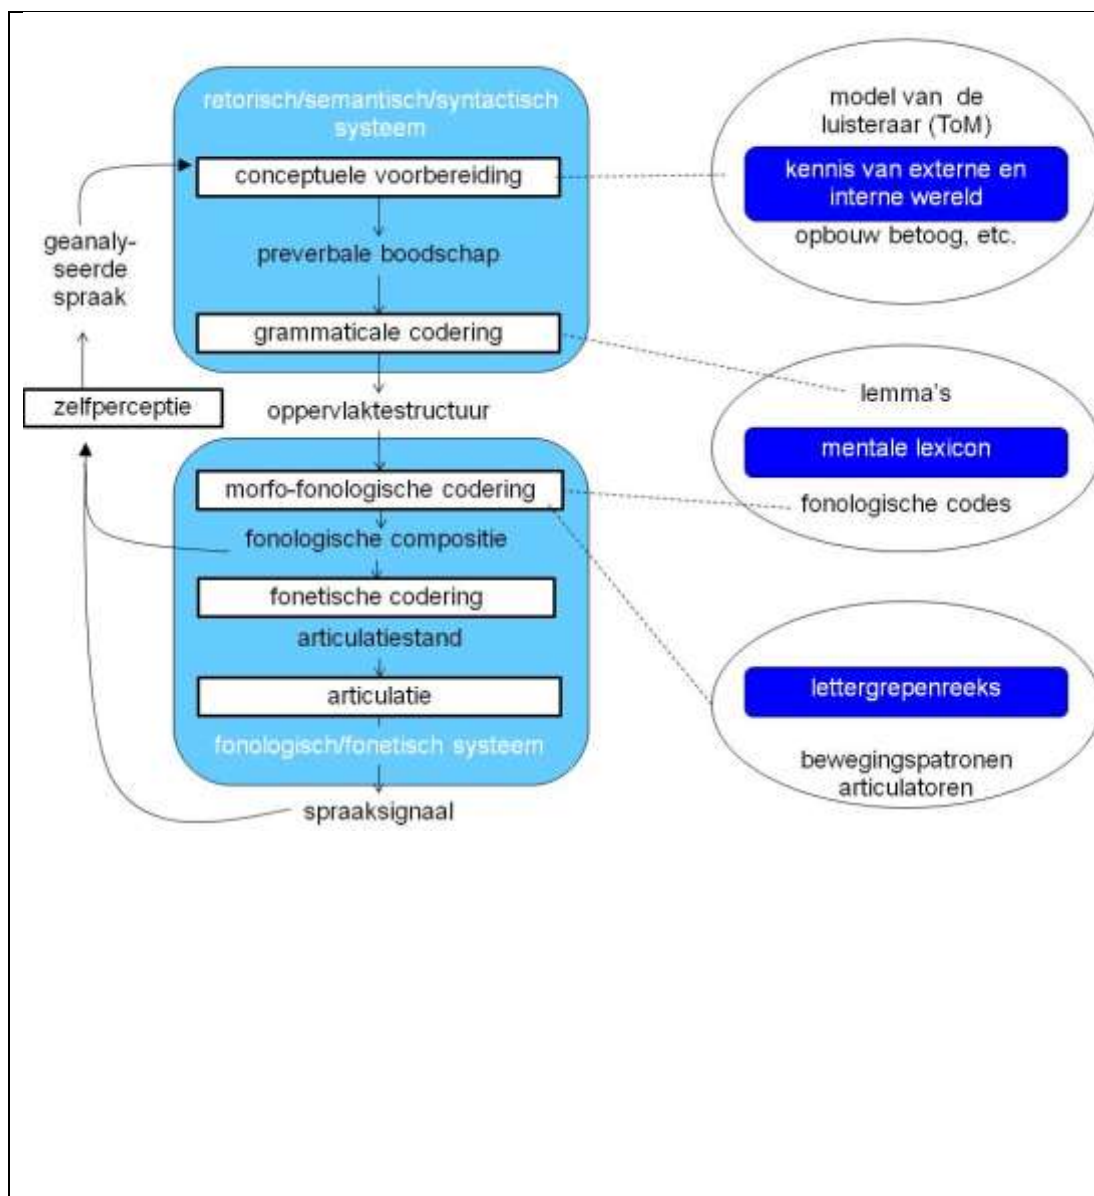 retorisch/semantisch/syntactisch
systeem
conceptuele voorbereiding
preverbale boodschap
grammaticale codering
oppervlaktestructuur
morfo-fonologische codering
fonologische compositie
fonetische codering
articulatiestand
articulatie
fonologisch/fonetisch systeem
spraaksignaal
geanaly-
seerde
spraak
zelfperceptie
model van de
luisteraar (ToM)
kennis van externe en
interne wereld
opbouw betoog, etc.
lemma's
mentale lexicon
fonologische codes
lettergrepenreeks
bewegingspatronen
articulatoren